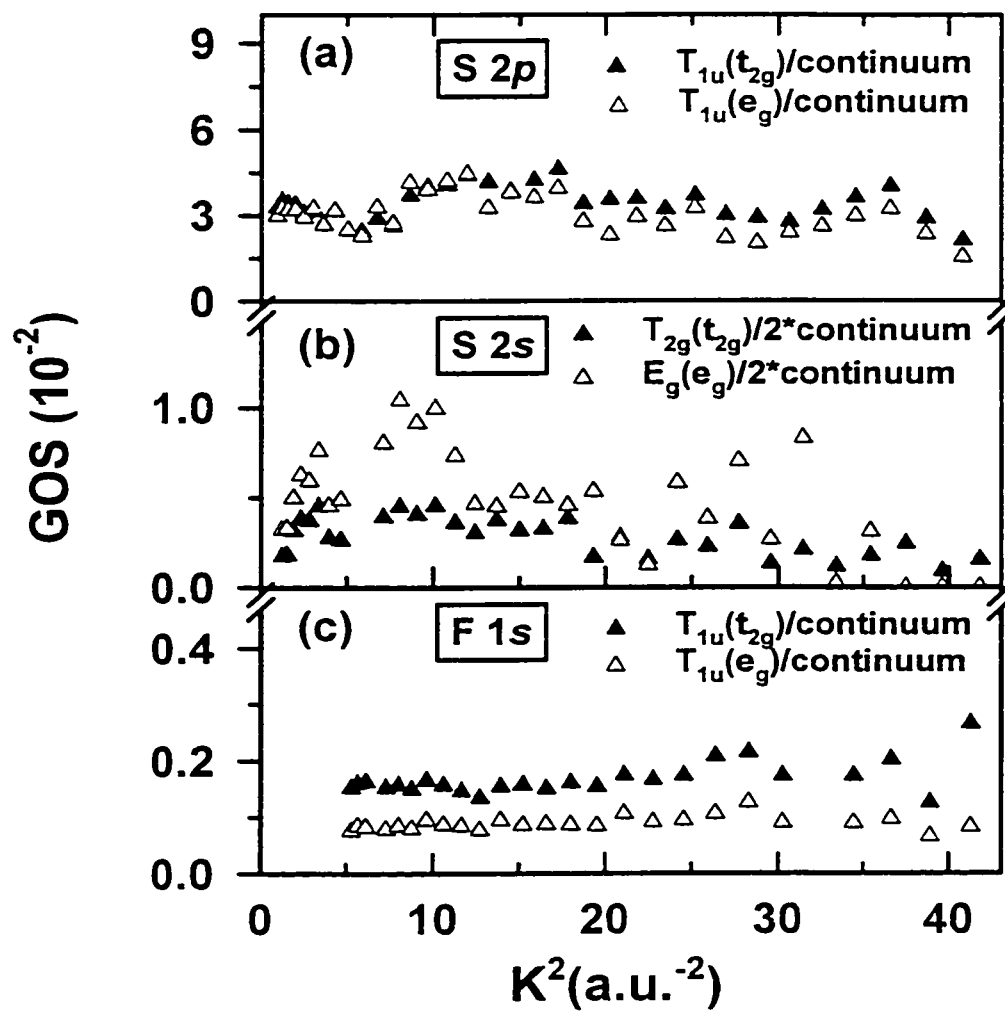 9
6
3
0
(a)
S 2p
T1u(t2g)/continuum
T1u(eg)/continuum
GOS (10-2)
1.0
0.0
(b)
S 2s
T2g(t2g)/2*continuum
Eg(eg)/2*continuum
0.4
0.2
0.0
(c)
F 1s
T1u(t2g)/continuum
T1u(eg)/continuum
0 10 20 30 40
K2(a.u.-2)